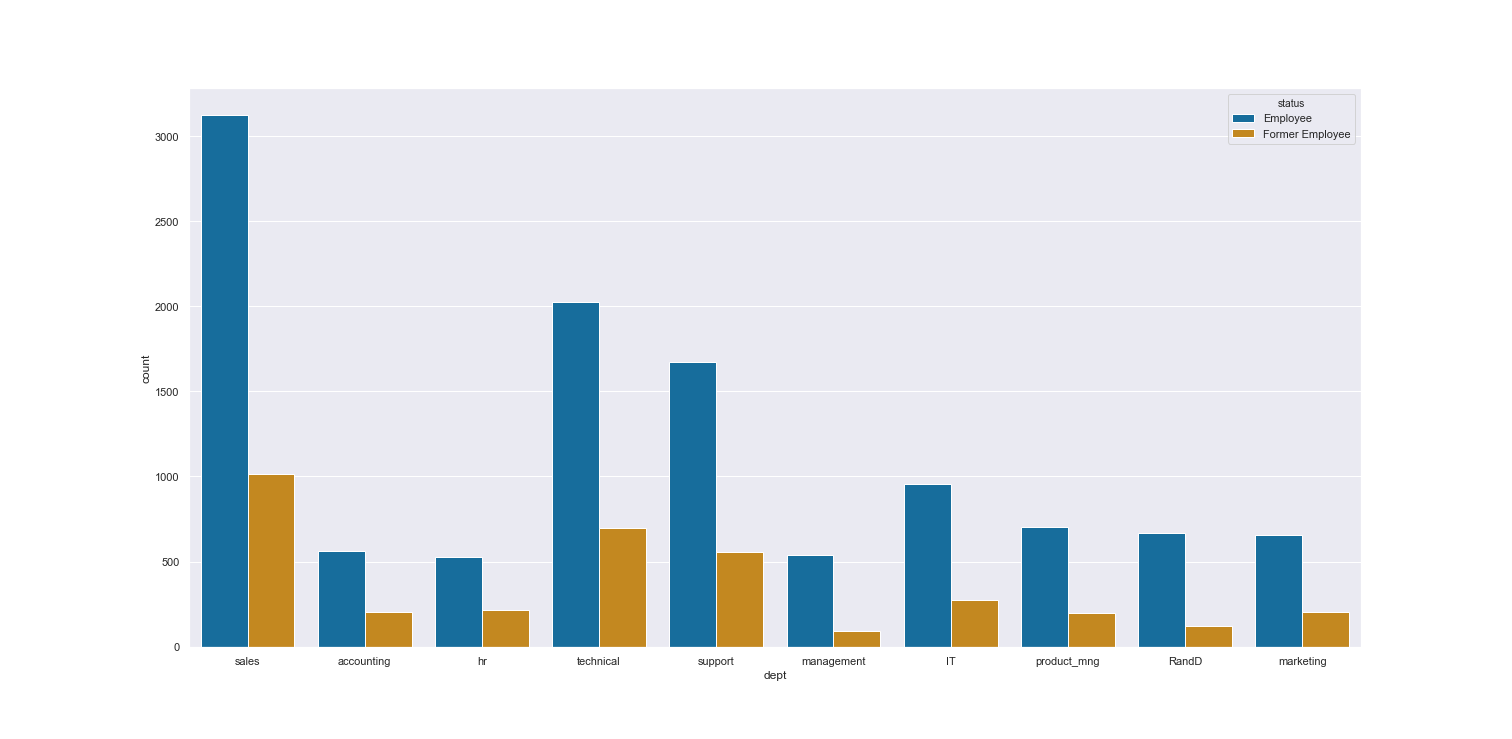 status
Employee
Former Employee
3000
2500
2000
1500
1000
500
0
count
sales accounting hr technical support management IT product_mng RandD marketing
dept